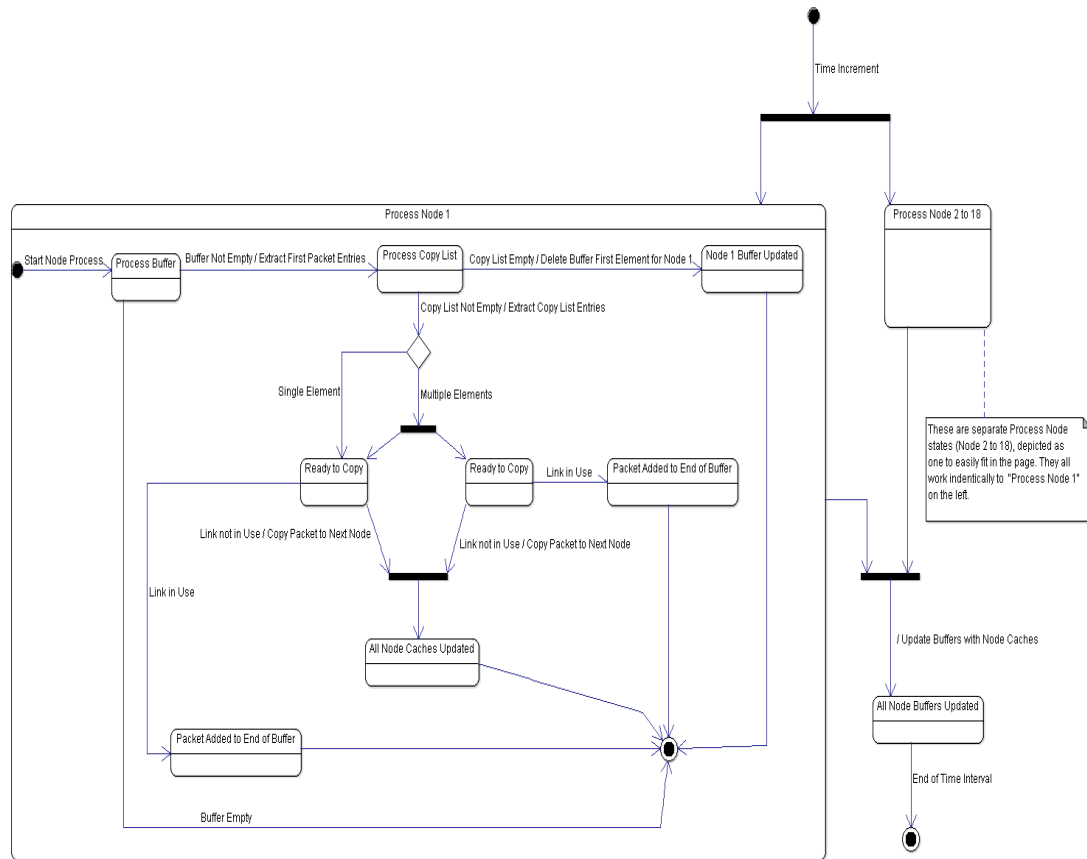 Time Increment
Process Node 1
Process Node 2 to 18
Start Node Process
Process Buffer
Buffer Not Empty / Extract First Packet Entries
Process Copy List
Copy List Empty / Delete Buffer First Element for Node 1
Node 1 Buffer Updated
Copy List Not Empty / Extract Copy List Entries
Single Element
Multiple Elements
These are separate Process Node
states (Node 2 to 18), depicted as
one to easily fit in the page. They all
work indentically to "Process Node 1"
on the left.
Ready to Copy
Ready to Copy
Link in Use
Packet Added to End of Buffer
Link not in Use / Copy Packet to Next Node
Link not in Use / Copy Packet to Next Node
Link in Use
/ Update Buffers with Node Caches
All Node Caches Updated
All Node Buffers Updated
Packet Added to End of Buffer
End of Time Interval
Buffer Empty